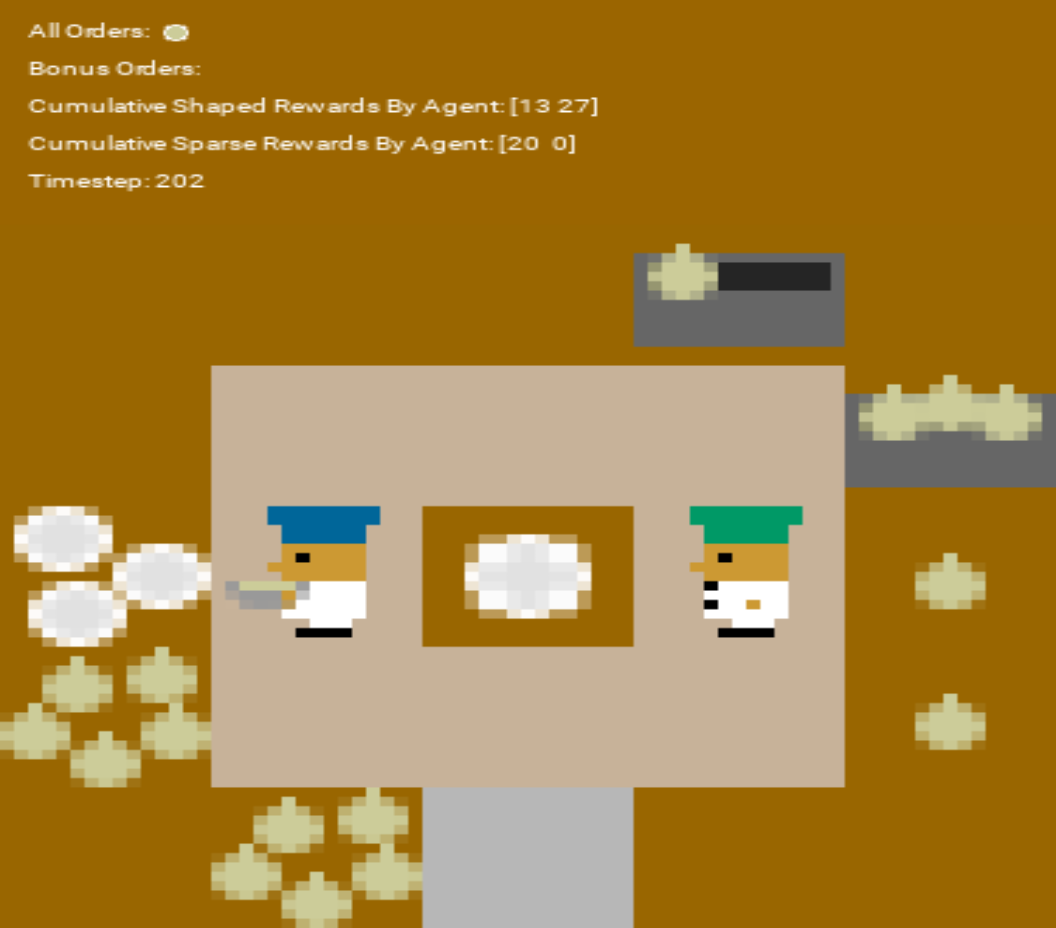 All Orders:
Bonus Orders:
Cumulative Shaped Rewards By Agent: [13 27]
Cumulative Sparse Rewards By Agent: [20  0]
Timestep: 202